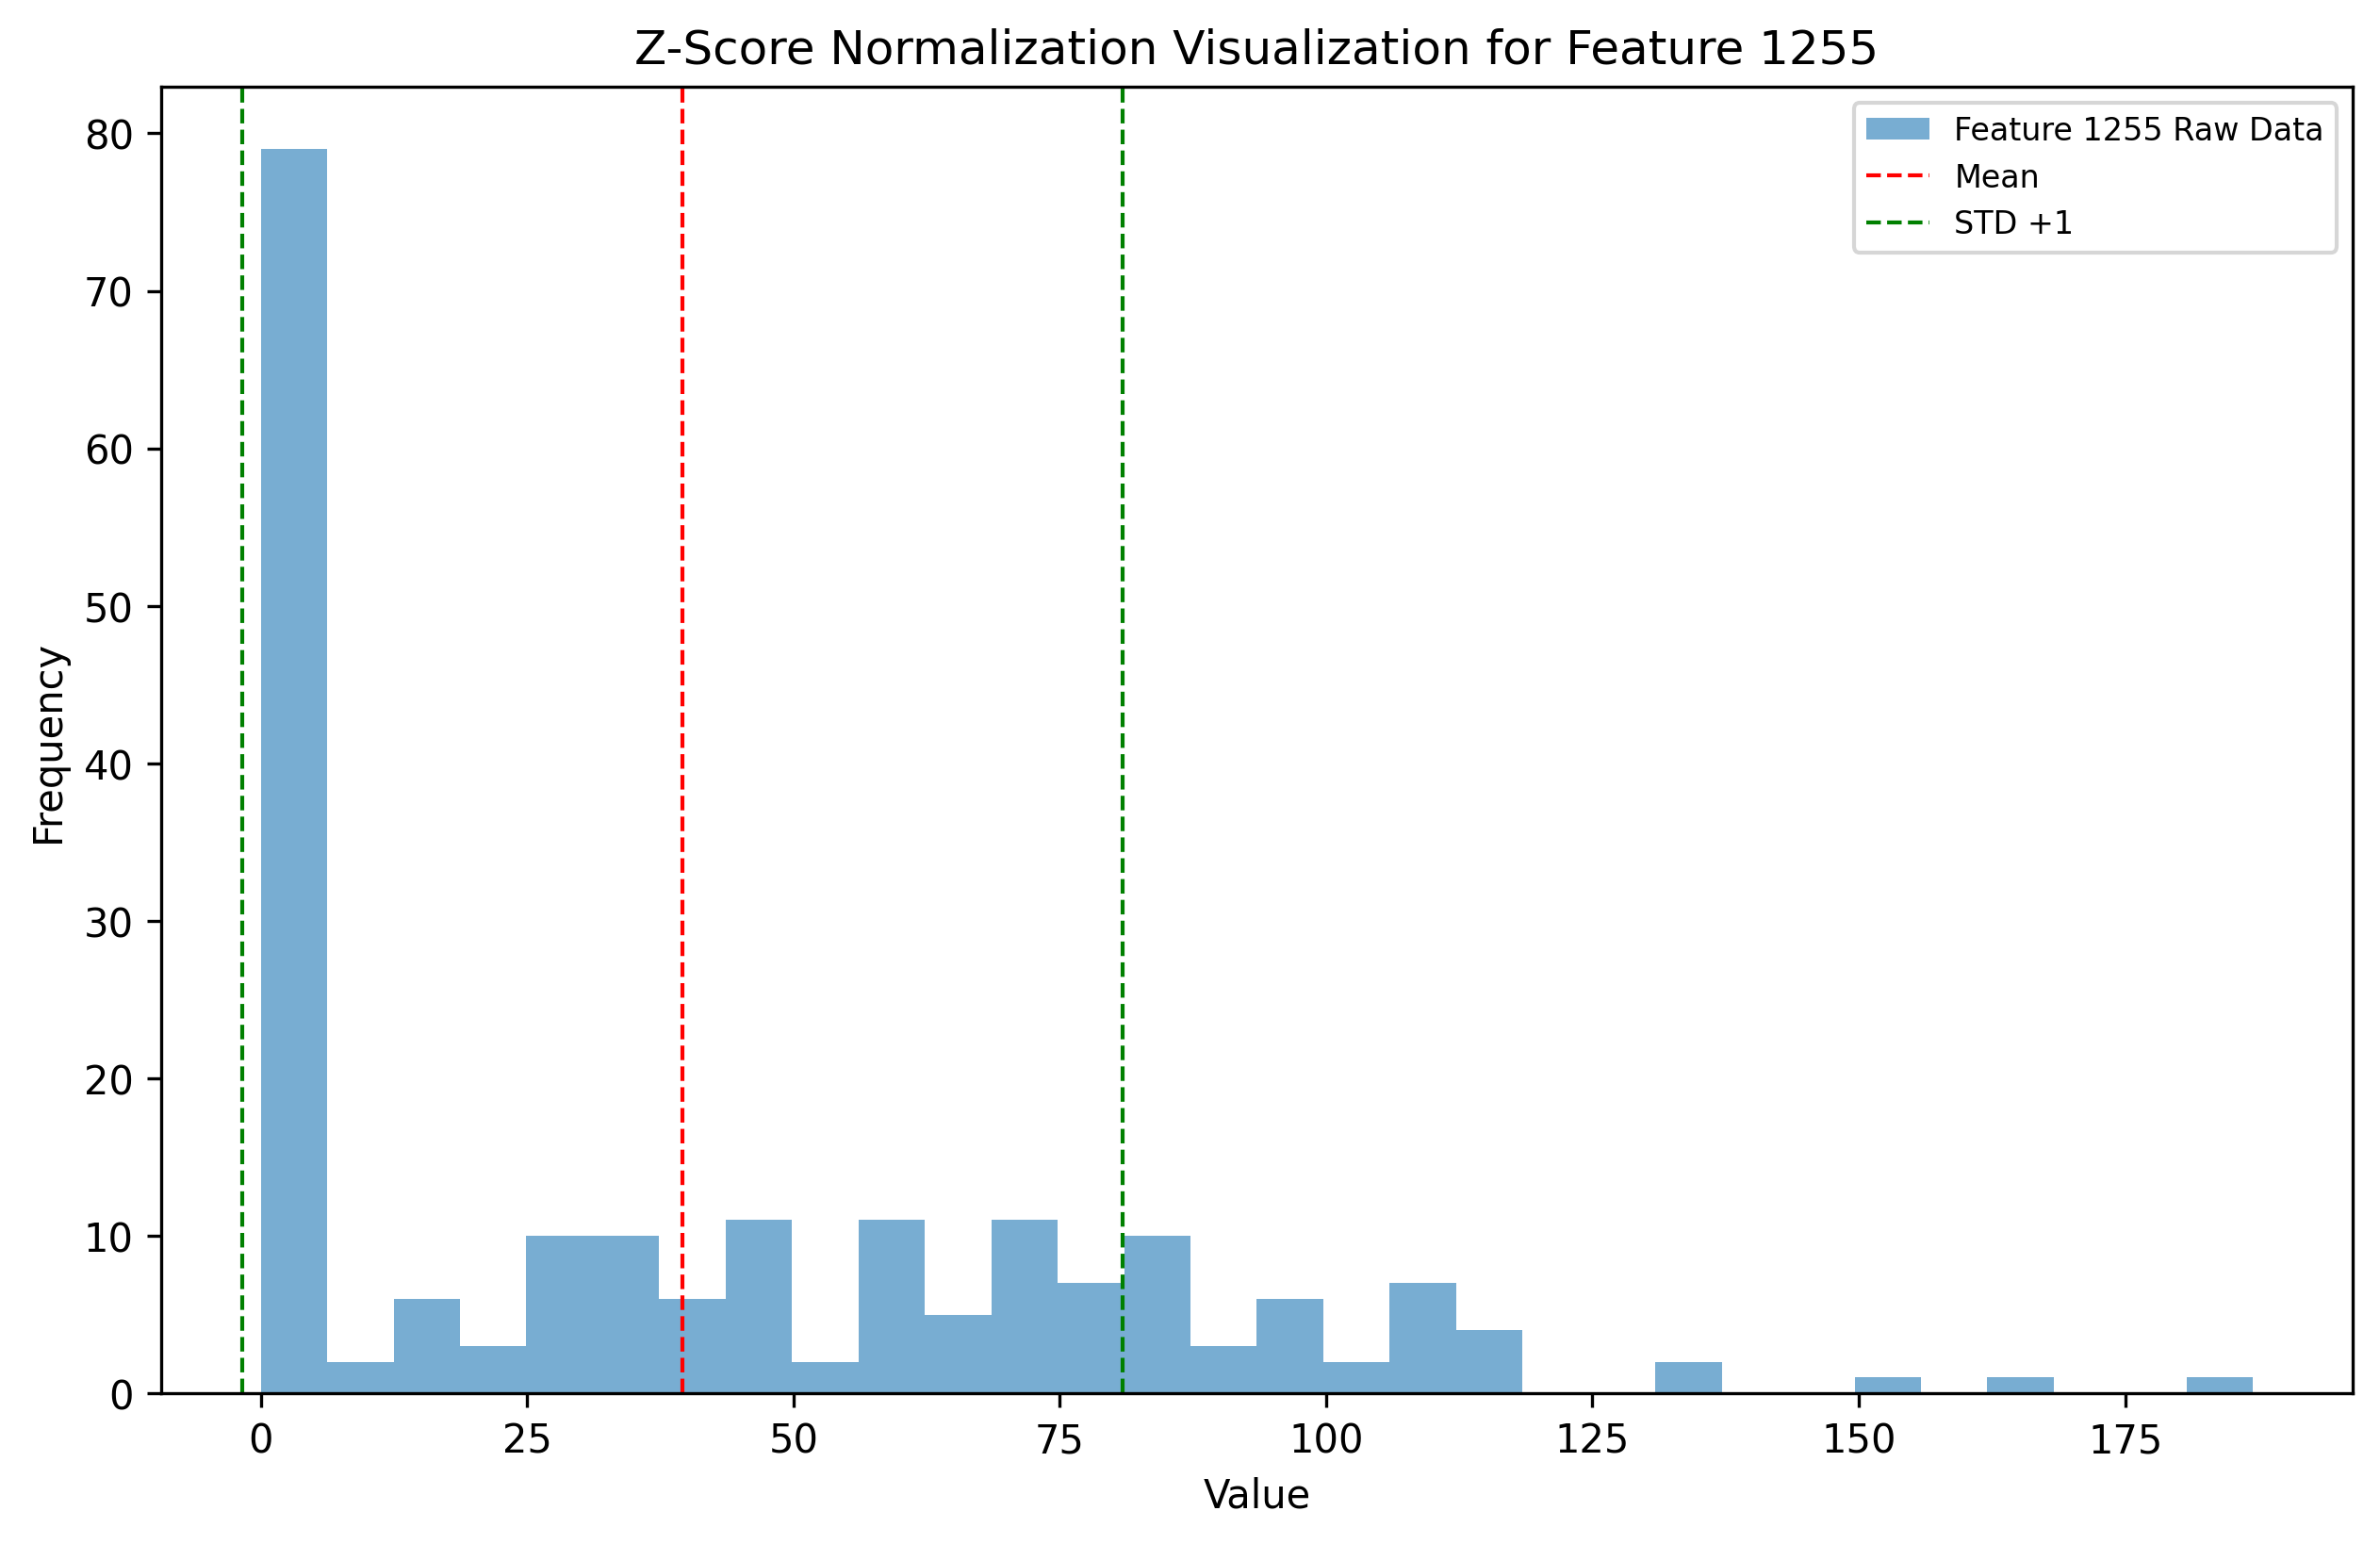 Z-Score Normalization Visualization for Feature 1255
Feature 1255 Raw Data
Mean
STD +1
80
70
60
50
40
30
20
10
0
Frequency
0 25 50 75 100 125 150 175
Value